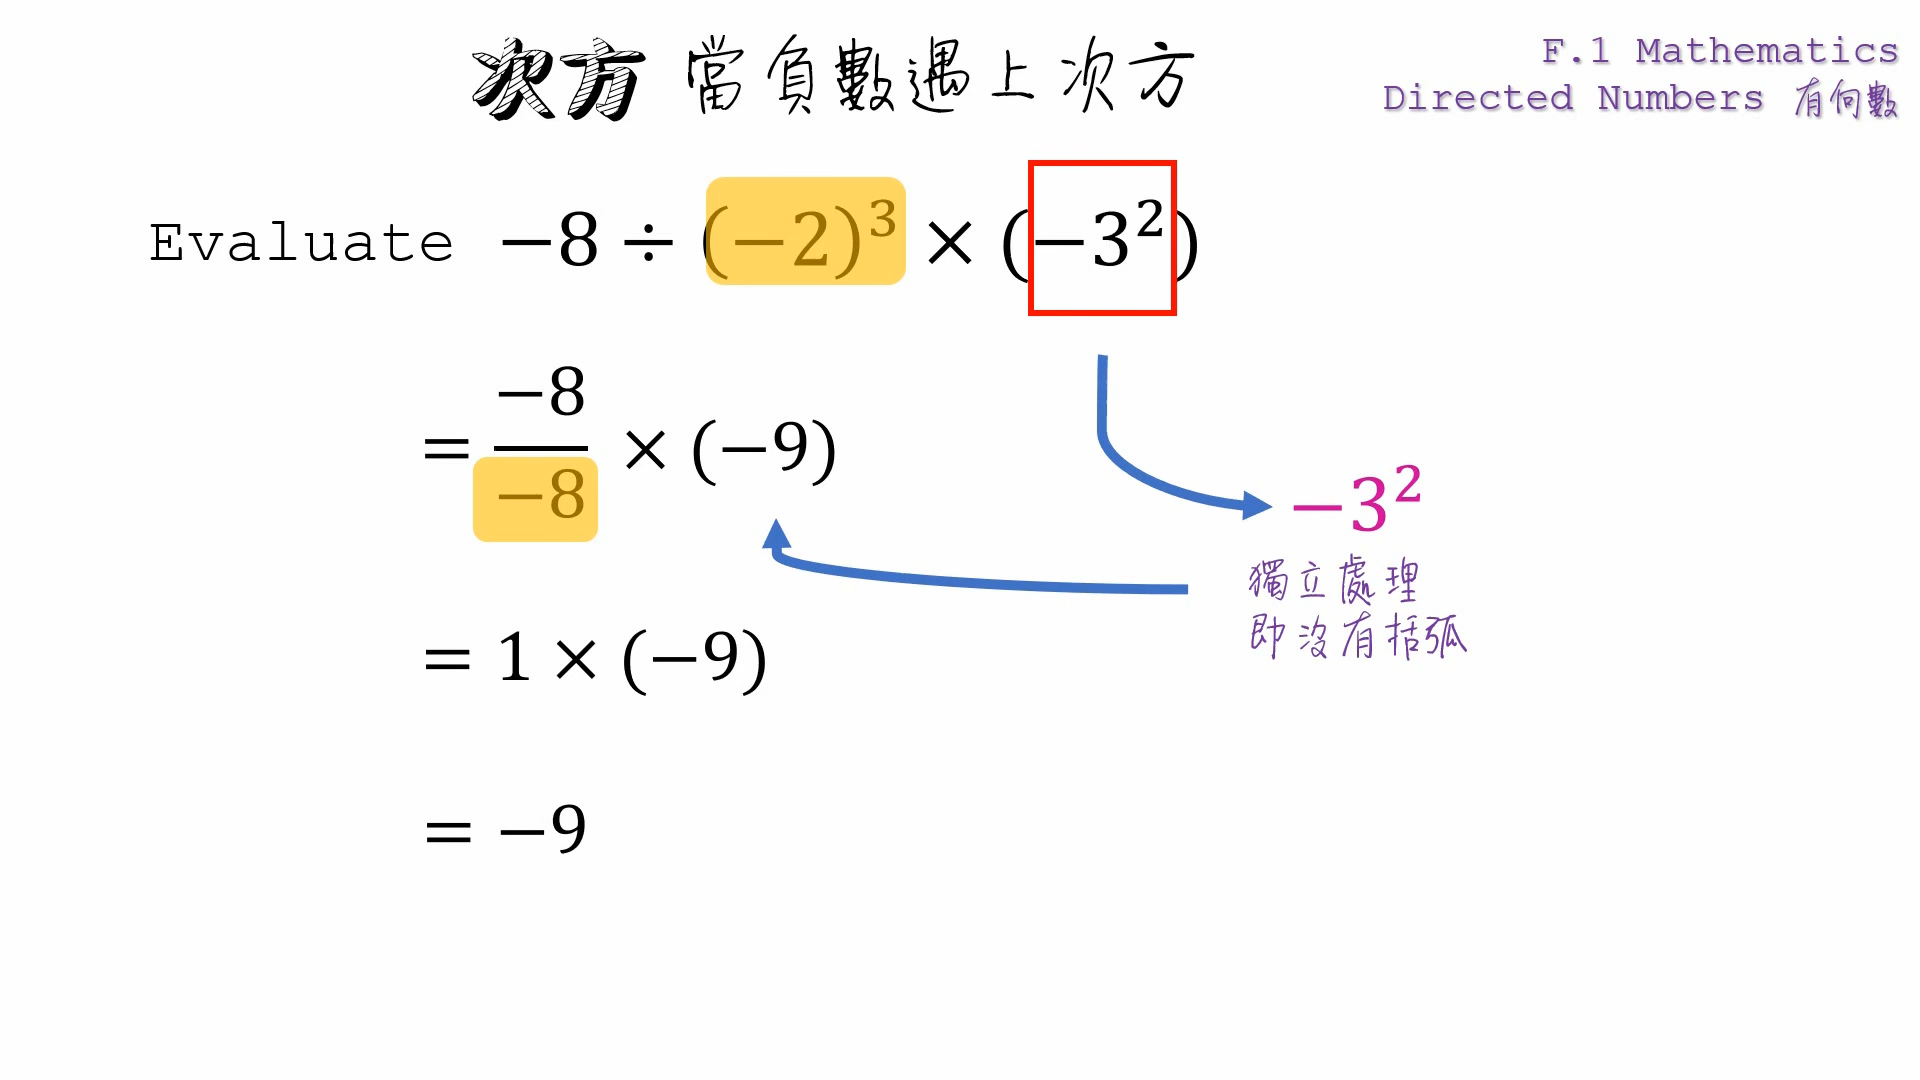 次方 當負數遇上次方
F.1 Mathematics
Directed Numbers 有向數
Evaluate −8 ÷ (−2)³ × (−3²)
= −8/−8 × (−9)
−3²
獨立處理
即沒有括弧
= 1 × (−9)
= −9